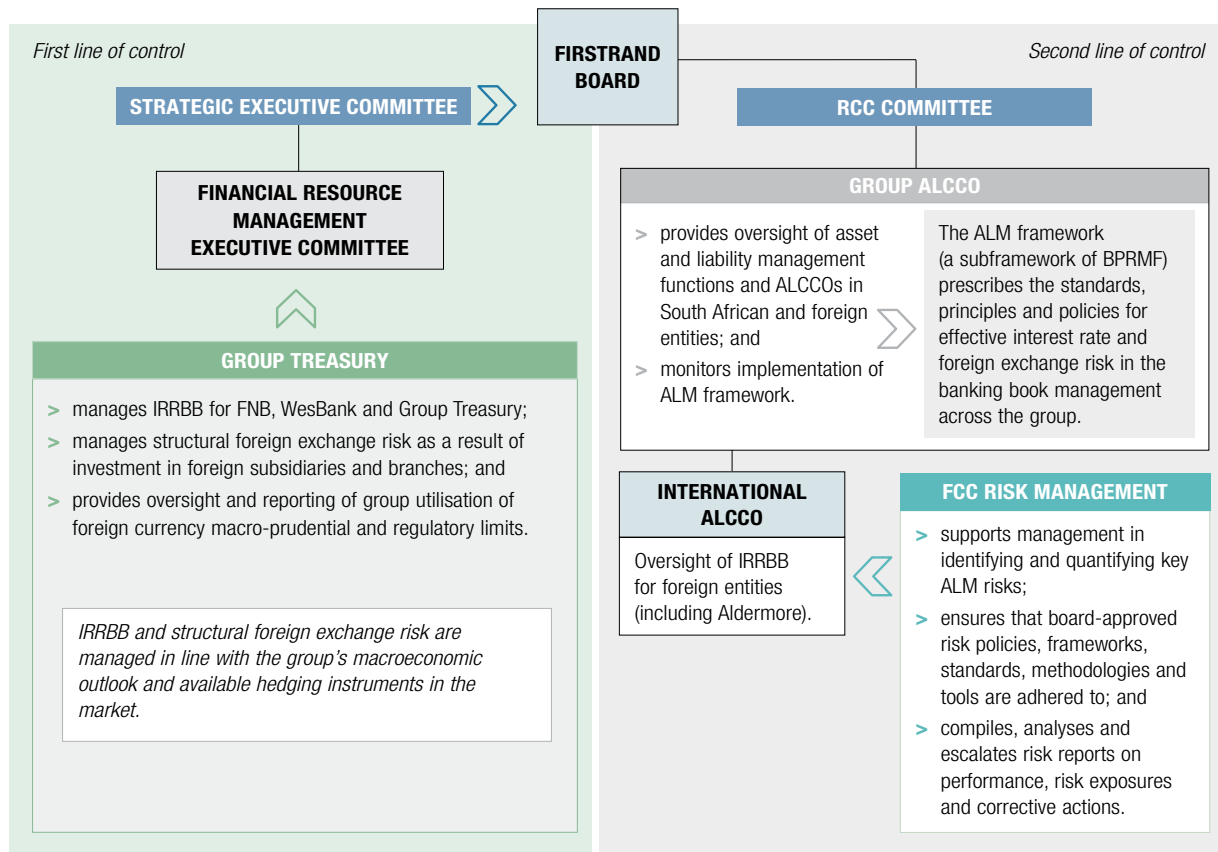 First line of control
FIRSTRAND
BOARD
Second line of control
STRATEGIC EXECUTIVE COMMITTEE
RCC COMMITTEE
FINANCIAL RESOURCE
MANAGEMENT
EXECUTIVE COMMITTEE
GROUP TREASURY
> manages IRRBB for FNB, WesBank and Group Treasury;
> manages structural foreign exchange risk as a result of
investment in foreign subsidiaries and branches; and
> provides oversight and reporting of group utilisation of
foreign currency macro-prudential and regulatory limits.
IRRBB and structural foreign exchange risk are
managed in line with the group's macroeconomic
outlook and available hedging instruments in the
market.
GROUP ALCCO
> provides oversight of asset
and liability management
functions and ALCCOs in
South African and foreign
entities; and
> monitors implementation of
ALM framework.
The ALM framework
(a subframework of BPRMF)
prescribes the standards,
principles and policies for
effective interest rate and
foreign exchange risk in the
banking book management
across the group.
INTERNATIONAL
ALCCO
Oversight of IRRBB
for foreign entities
(including Aldermore).
FCC RISK MANAGEMENT
> supports management in
identifying and quantifying key
ALM risks;
> ensures that board-approved
risk policies, frameworks,
standards, methodologies and
tools are adhered to; and
> compiles, analyses and
escalates risk reports on
performance, risk exposures
and corrective actions.